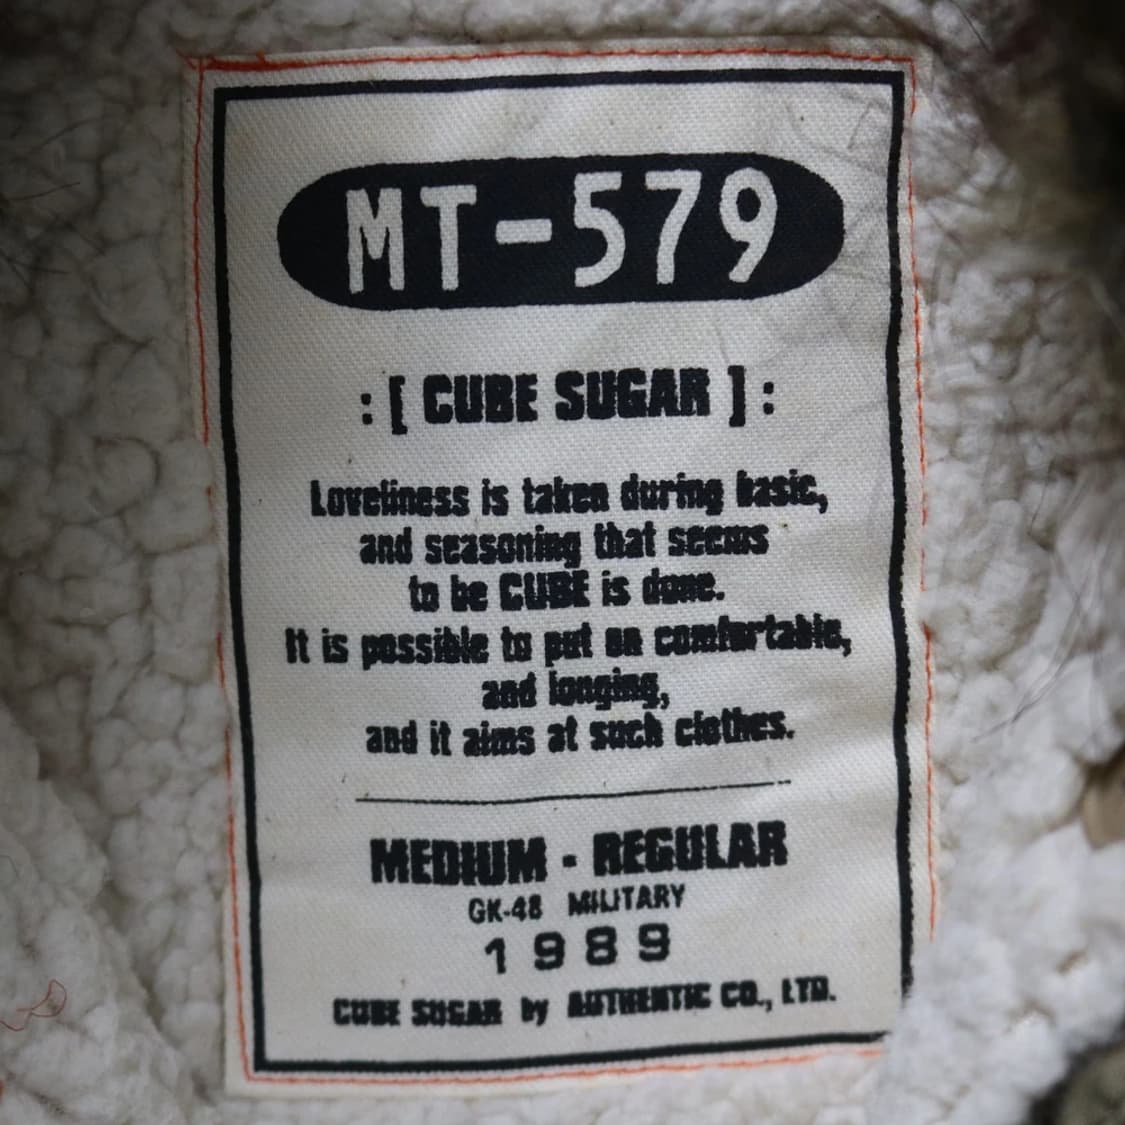 MT-579
:[ CUBE SUGAR ]:
Loveliness is taken during basic,
and seasoning that seems
to be CUBE is done.
It is possible to put on comfortable,
and longing,
and it aims at such clothes.
MEDIUM - REGULAR
GK-48 MILITARY
1989
CUBE SUGAR by AUTHENTIC CO., LTD.